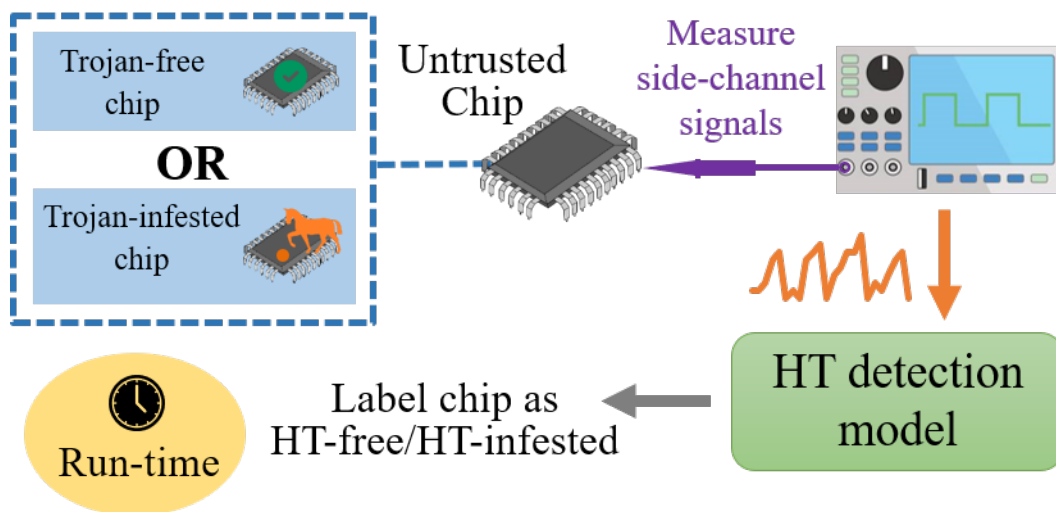 Trojan-free
chip
OR
Trojan-infested
chip
Untrusted
Chip
Measure
side-channel
signals
HT detection
model
Label chip as
HT-free/HT-infested
Run-time